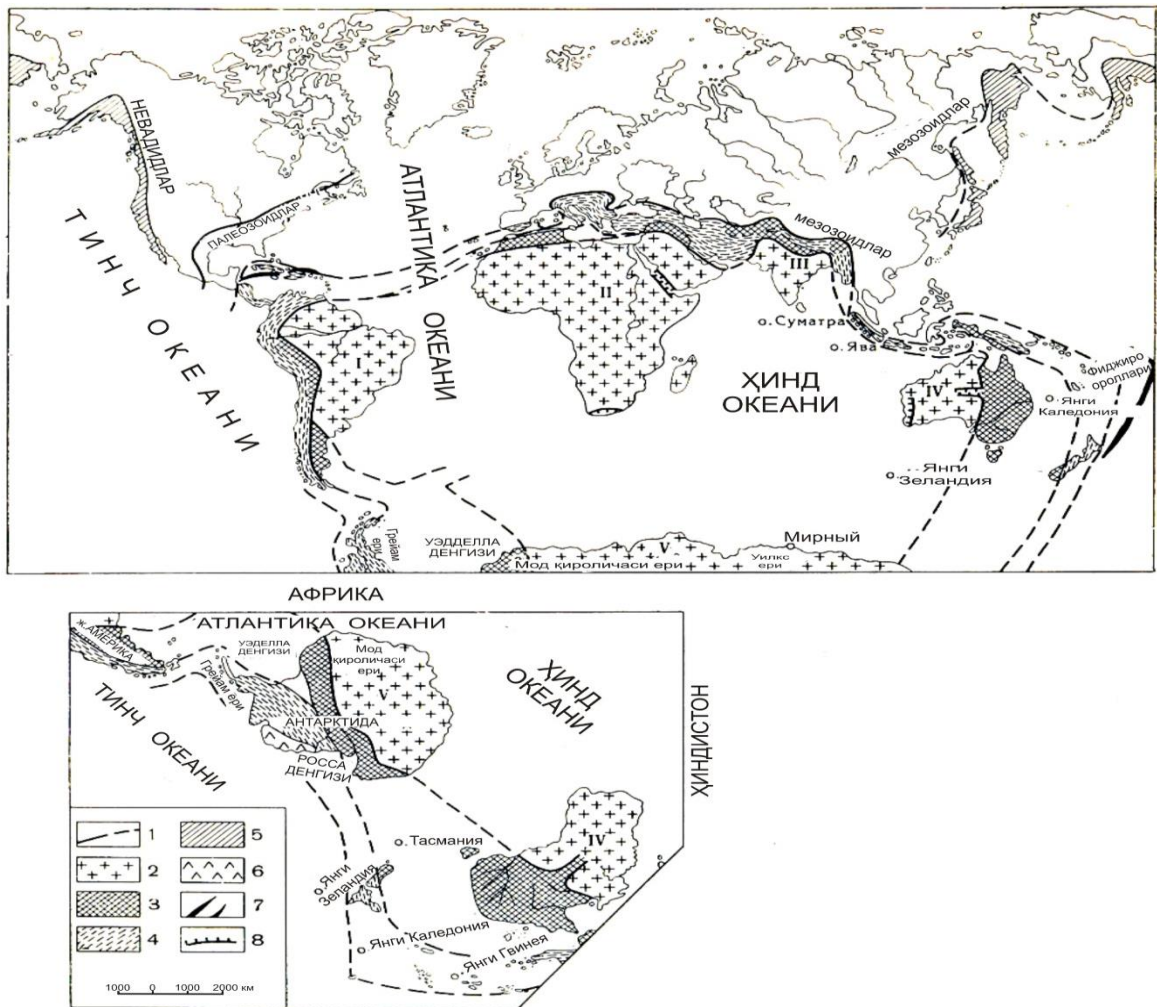 НЕВАДИДЛАР
ПАЛЕОЗОИДЛАР
ТИНЧ ОКЕАНИ
АТЛАНТИКА
ОКЕАНИ
мезозоидлар
мезозоидлар
I
II
III
IV
о.Суматра
о.Ява
ҲИНД
ОКЕАНИ
Фиджиро
ороллари
Янги
Каледония
Янги
Зеландия
Грейам
ери
УЭДДЕЛЛА
ДЕНГИЗИ
V
Мод қироличаси ери
Уилкс
ери
Мирный
АФРИКА
АТЛАНТИКА ОКЕАНИ
Ж.АМЕРИКА
УЭДЕЛЛА
ДЕНГИЗИ
Грейам ери
Мод
қироличаси
ери
V
ҲИНД
ОКЕАНИ
ҲИНДИСТОН
ТИНЧ ОКЕАНИ
АНТАРКТИДА
РОССА
ДЕНГИЗИ
Тасмания
IV
Янги
Зеландия
Янги Каледония
Янги Гвинея
1
2
3
4
5
6
7
8
1000 0 1000 2000 км